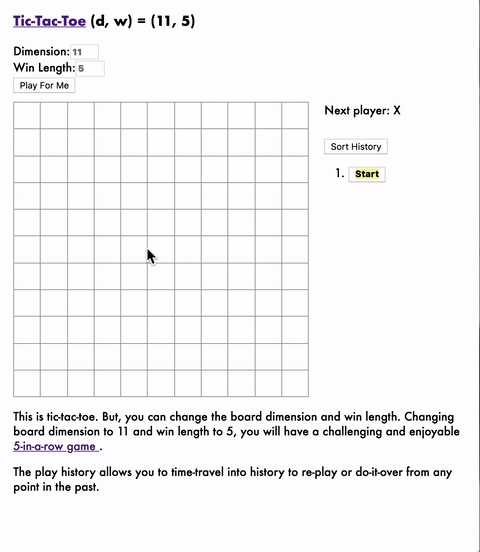 Tic-Tac-Toe (d, w) = (11, 5)
Dimension: 11
Win Length: 5
Play For Me
Next player: X
Sort History
1. Start
This is tic-tac-toe. But, you can change the board dimension and win length. Changing
board dimension to 11 and win length to 5, you will have a challenging and enjoyable
5-in-a-row game .
The play history allows you to time-travel into history to re-play or do-it-over from any
point in the past.